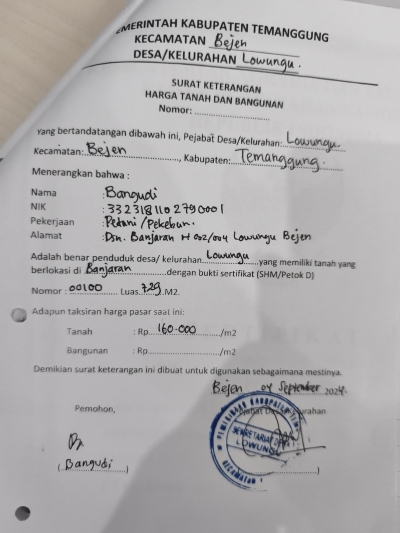 PEMERINTAH KABUPATEN TEMANGGUNG
KECAMATAN Bejen
DESA/KELURAHAN Lowungu.
SURAT KETERANGAN
HARGA TANAH DAN BANGUNAN
Nomor: ..............................
Yang bertandatangan dibawah ini, Pejabat Desa/Kelurahan: Lowungu
Kecamatan: Bejen, Kabupaten: Temanggung.
Menerangkan bahwa :
Nama : Bangudi
NIK : 3323181102790001
Pekerjaan : Petani/Pekebun.
Alamat : Dsn. Banjaran 002/004 Lowungu Bejen
Adalah benar penduduk desa/ kelurahan Lowungu yang memiliki tanah yang
berlokasi di Banjaran dengan bukti sertifikat (SHM/Petok D)
Nomor : 00100 Luas. 729 M2.
Adapun taksiran harga pasar saat ini:
Tanah : Rp. 160.000 /m2
Bangunan : Rp. ........................ /m2
Demikian surat keterangan ini dibuat untuk digunakan sebagaimana mestinya.
Bejen 04 September 2024.
Pemohon, Pejabat Desa/Kelurahan
SEKRETARIAT DESA
LOWUNGU
( Bangudi ) (..............................)